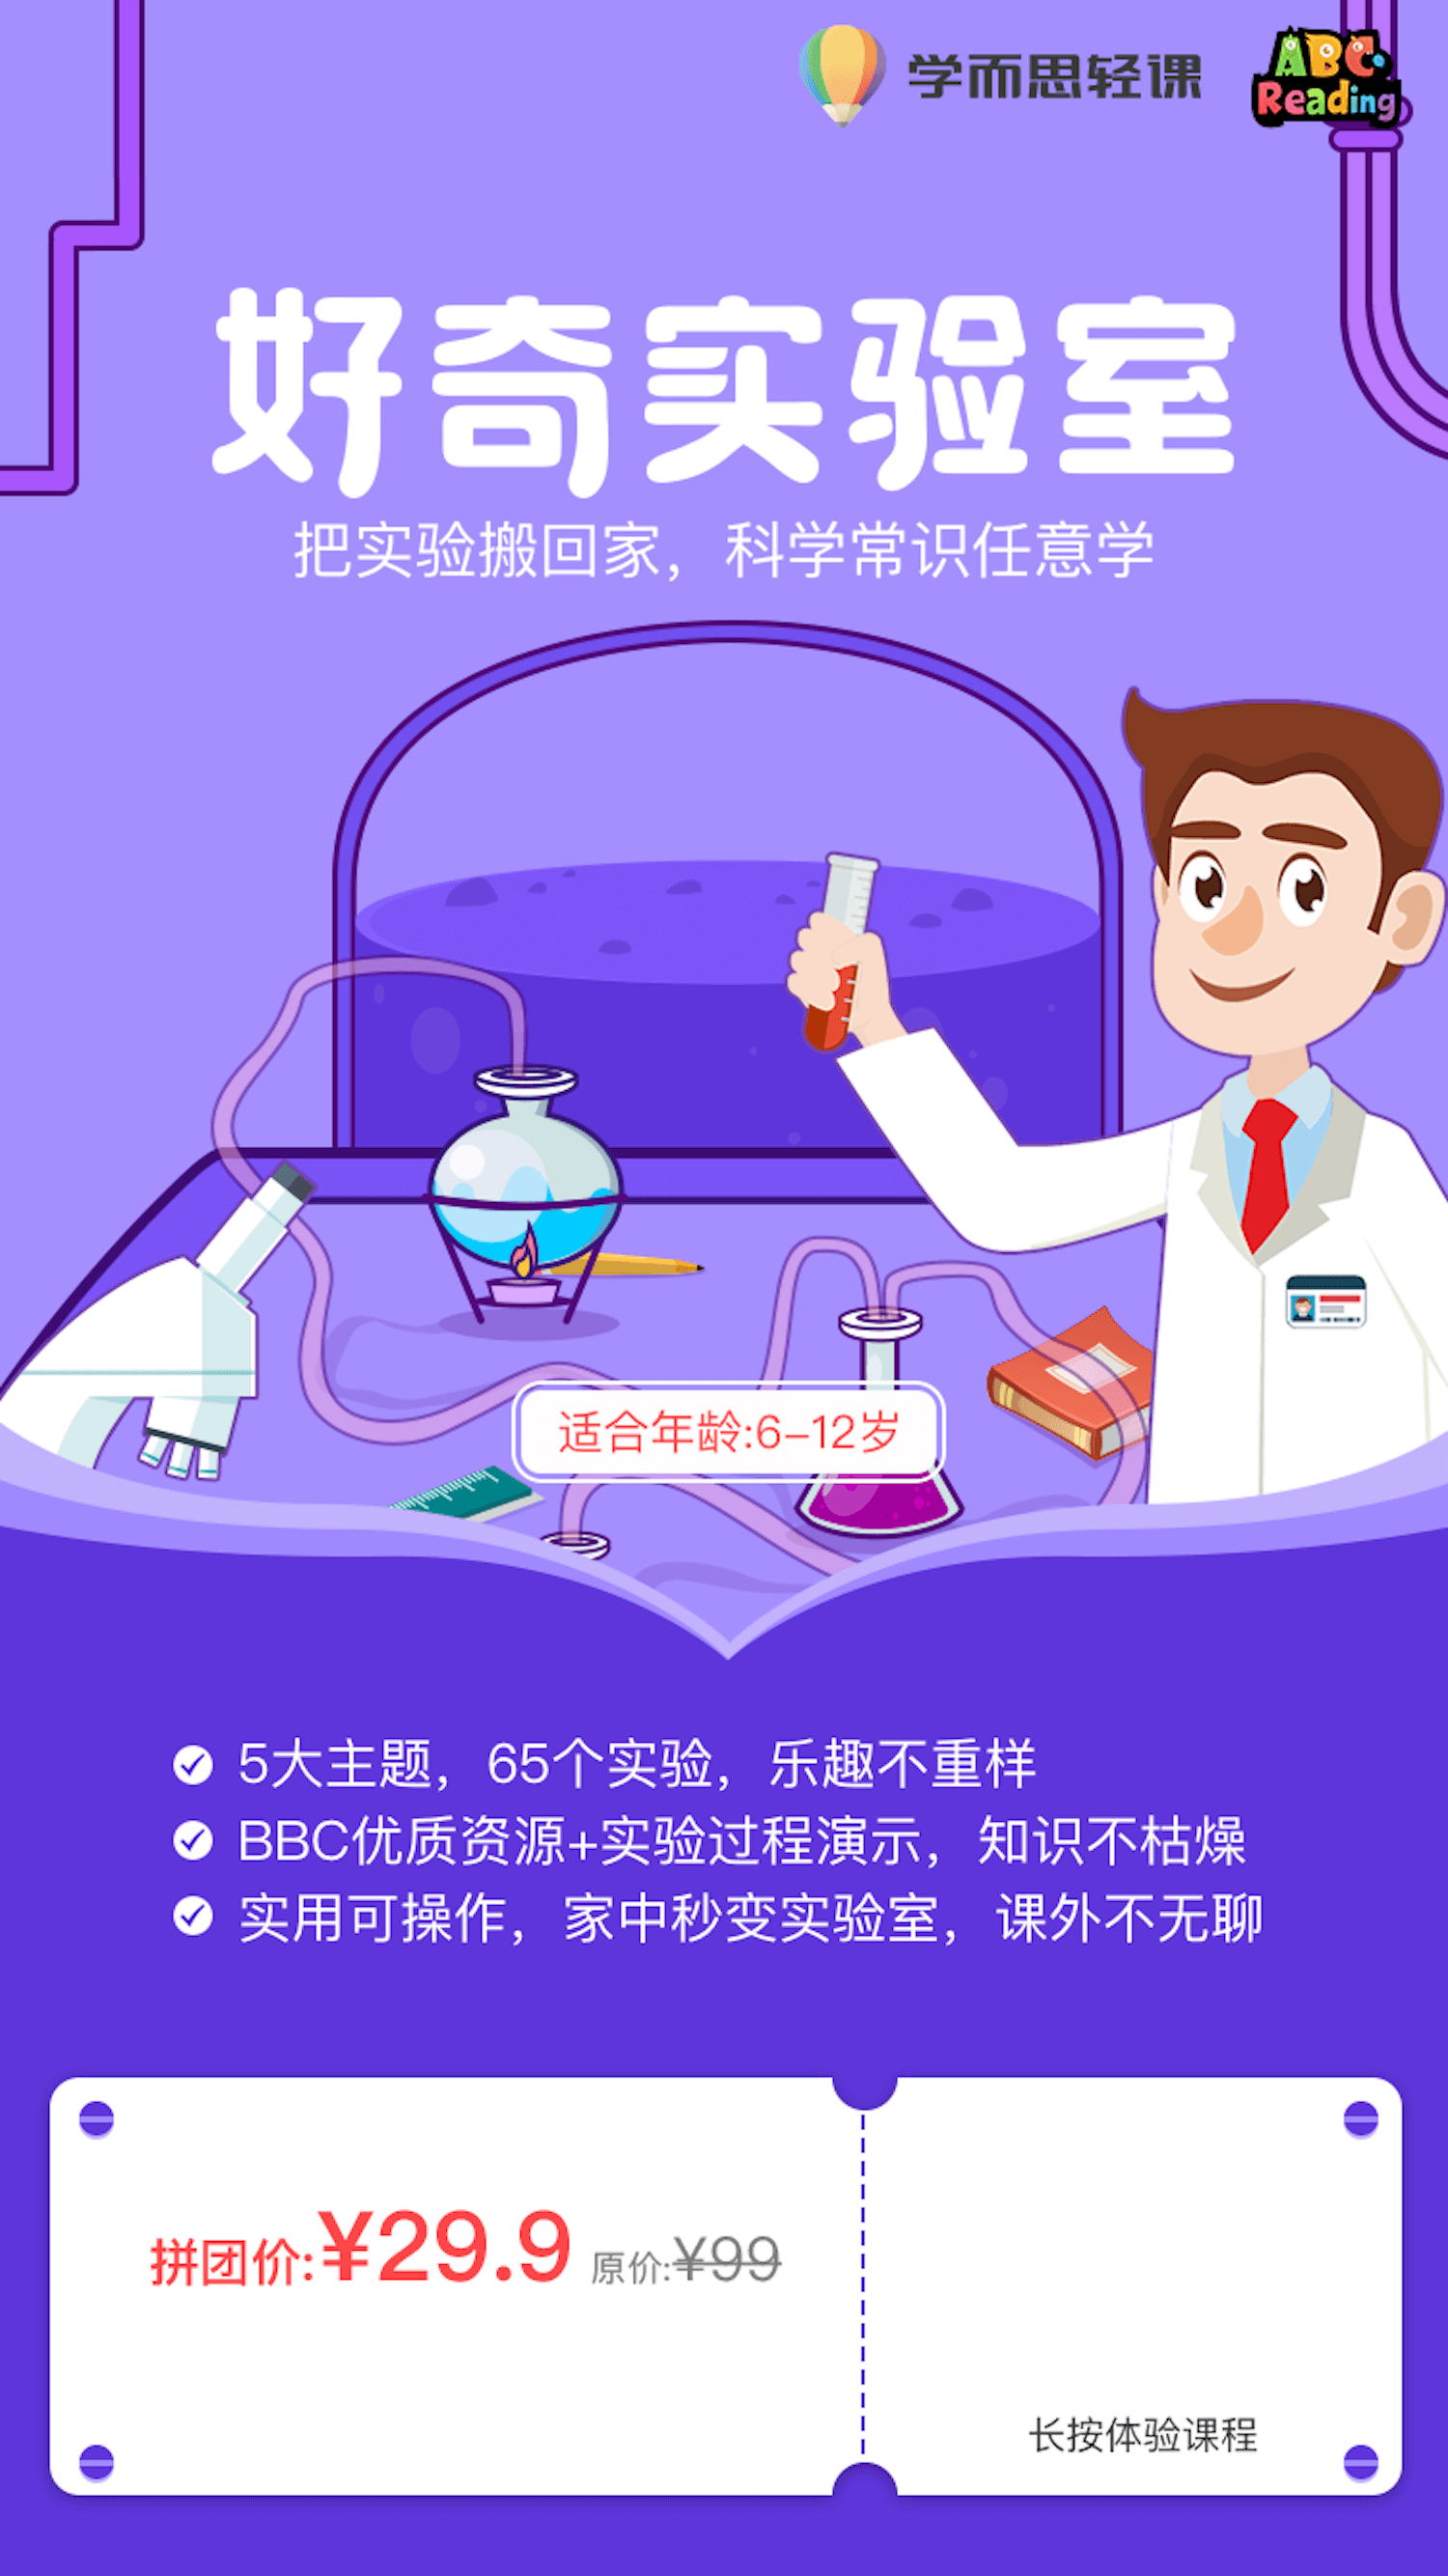 学而思轻课
ABC Reading
好奇实验室
把实验搬回家，科学常识任意学
适合年龄:6-12岁
5大主题，65个实验，乐趣不重样
BBC优质资源+实验过程演示，知识不枯燥
实用可操作，家中秒变实验室，课外不无聊
拼团价:¥29.9 原价:¥99
长按体验课程